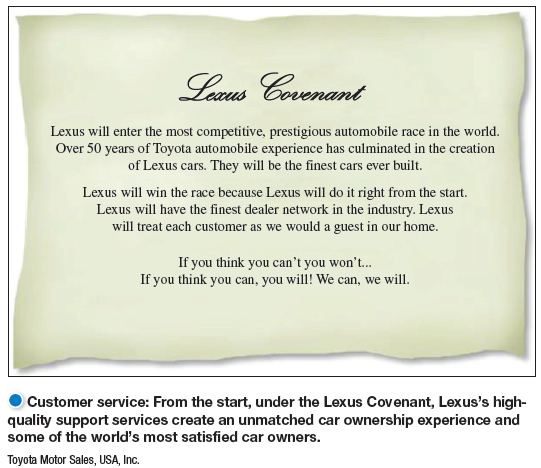 Lexus Covenant
Lexus will enter the most competitive, prestigious automobile race in the world.
Over 50 years of Toyota automobile experience has culminated in the creation
of Lexus cars. They will be the finest cars ever built.
Lexus will win the race because Lexus will do it right from the start.
Lexus will have the finest dealer network in the industry. Lexus
will treat each customer as we would a guest in our home.
If you think you can’t you won’t...
If you think you can, you will! We can, we will.
Customer service: From the start, under the Lexus Covenant, Lexus’s high-
quality support services create an unmatched car ownership experience and
some of the world’s most satisfied car owners.
Toyota Motor Sales, USA, Inc.